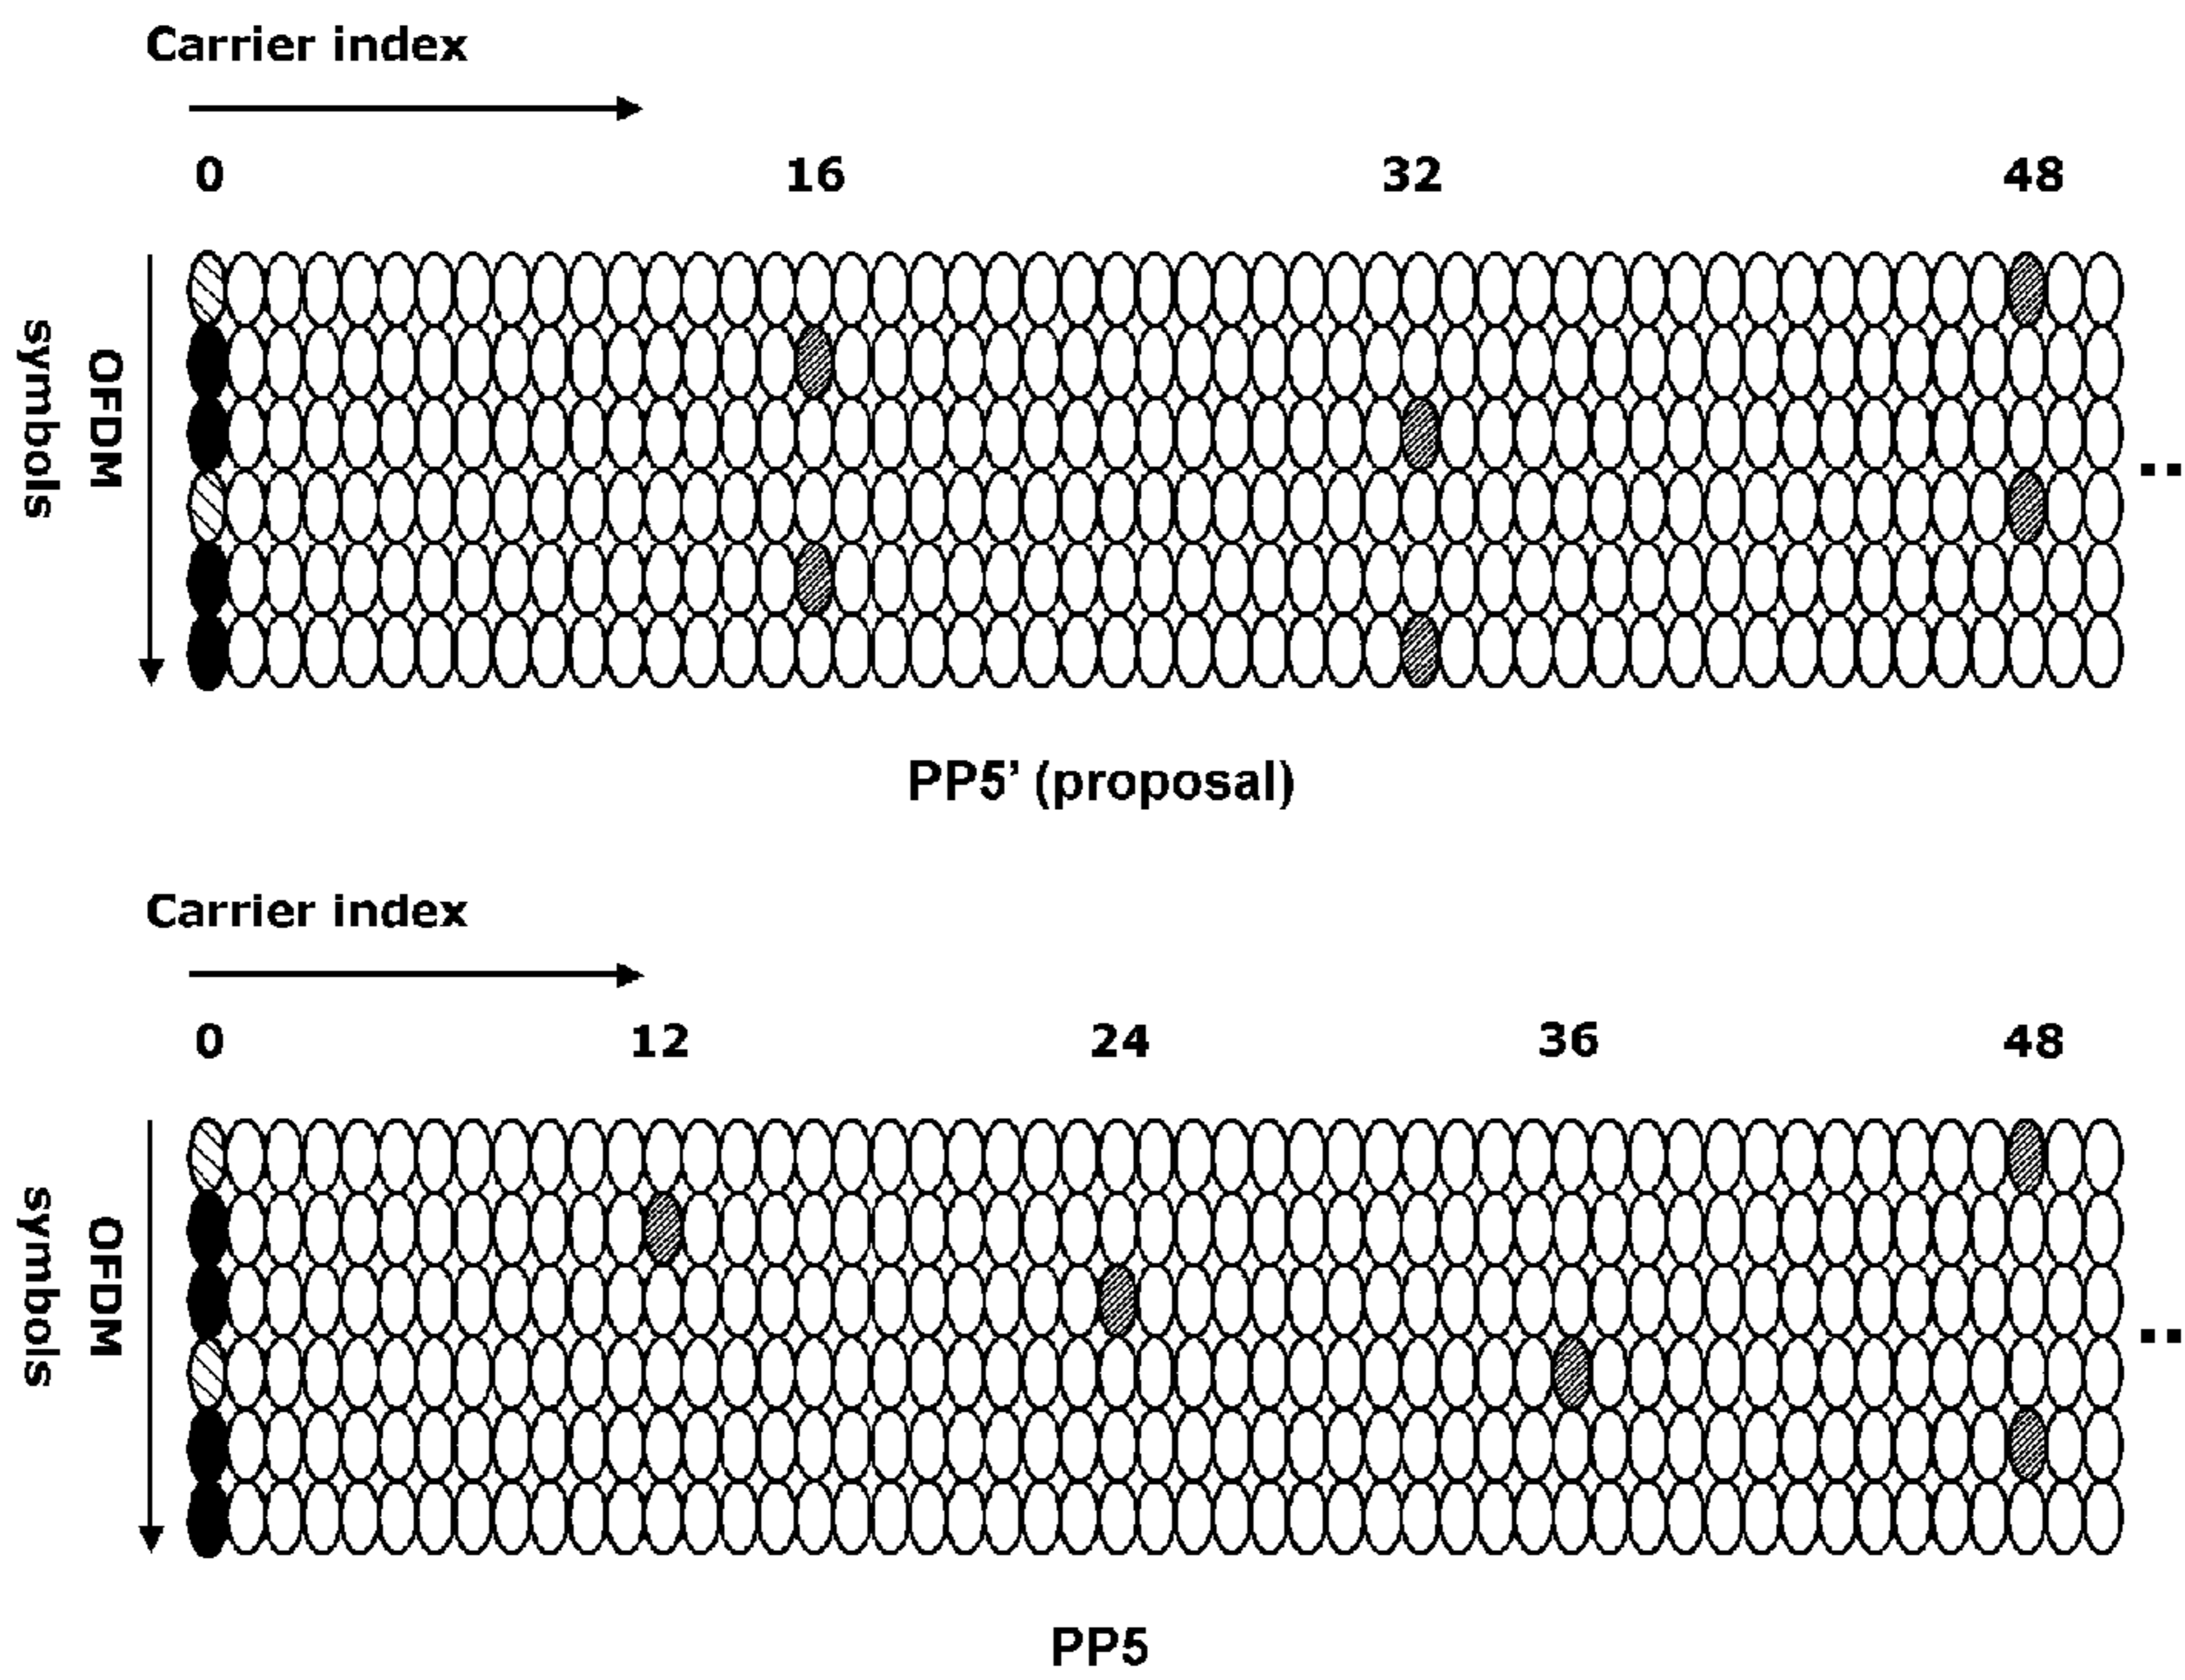 Carrier index
0 16 32 48
OFDM
symbols
..
PP5’ (proposal)
Carrier index
0 12 24 36 48
OFDM
symbols
..
PP5